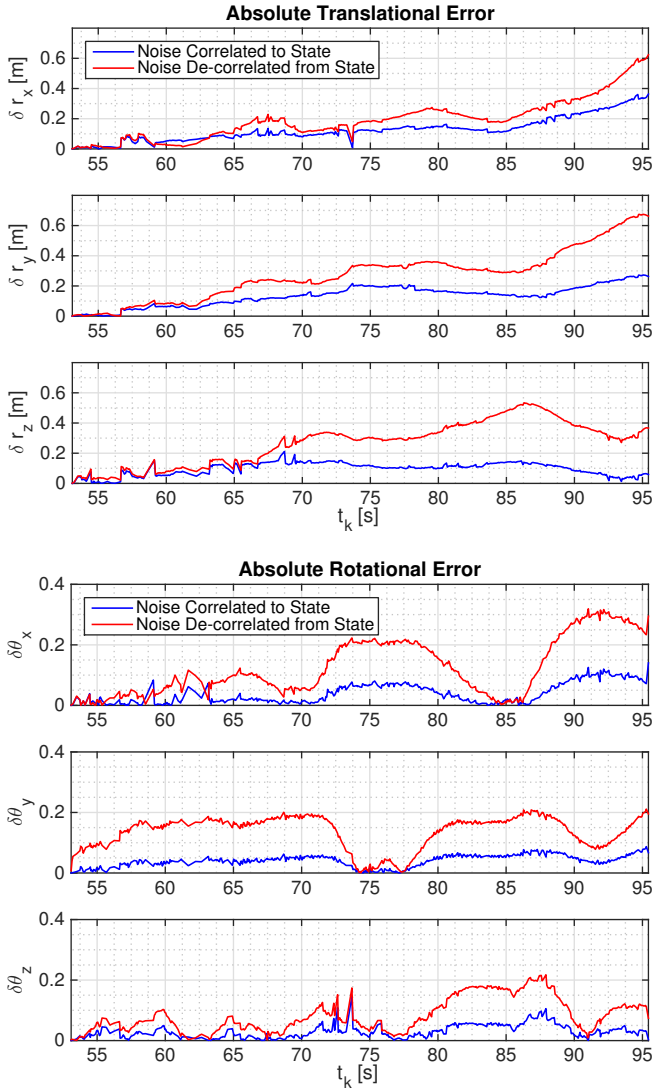 Absolute Translational Error
δ r_x [m]
0.6
0.4
0.2
0
Noise Correlated to State
Noise De-correlated from State
55 60 65 70 75 80 85 90 95
δ r_y [m]
0.6
0.4
0.2
0
55 60 65 70 75 80 85 90 95
δ r_z [m]
0.6
0.4
0.2
0
55 60 65 70 75 80 85 90 95
t_k [s]
Absolute Rotational Error
δθ_x
0.4
0.2
0
Noise Correlated to State
Noise De-correlated from State
55 60 65 70 75 80 85 90 95
δθ_y
0.4
0.2
0
55 60 65 70 75 80 85 90 95
δθ_z
0.4
0.2
0
55 60 65 70 75 80 85 90 95
t_k [s]